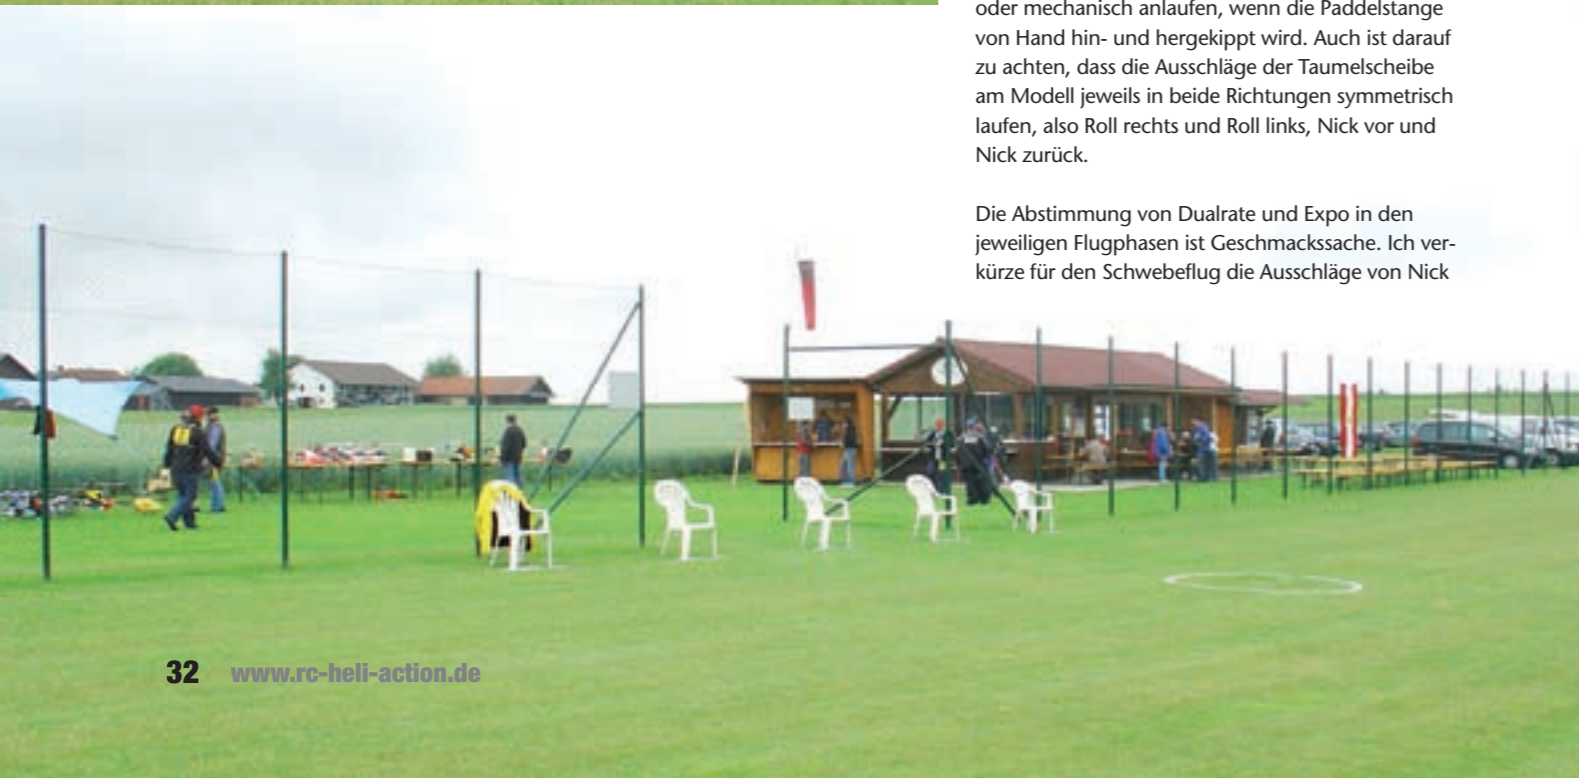 oder mechanisch anlaufen, wenn die Paddelstange
von Hand hin- und hergekippt wird. Auch ist darauf
zu achten, dass die Ausschläge der Taumelscheibe
am Modell jeweils in beide Richtungen symmetrisch
laufen, also Roll rechts und Roll links, Nick vor und
Nick zurück.
Die Abstimmung von Dualrate und Expo in den
jeweiligen Flugphasen ist Geschmackssache. Ich ver-
kürze für den Schwebeflug die Ausschläge von Nick
32 www.rc-heli-action.de